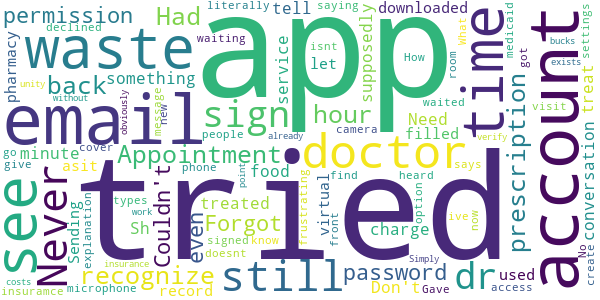 literally saying downloaded
permission Had tell
declined waiting
waste app time
isnt How
something service let supposedly
pharmacy back
message new obviously
people camera room waited
exists bucks
settings
medicaid
What got
visit treat
unity without
email sign hour
account
conversation
already
cover Need filled
go minute Appointment doctor
give asit
phone food find heard says verify
tried
see Never
Sending explanation
types work point
Couldn't treated virtual
even Forgot front option
frustrating
ive now
prescription
No create
Sh charge dr
signed know
doesnt
recognize still password used
insurance
costs microphone record Don't Gave Simply access
insuramce